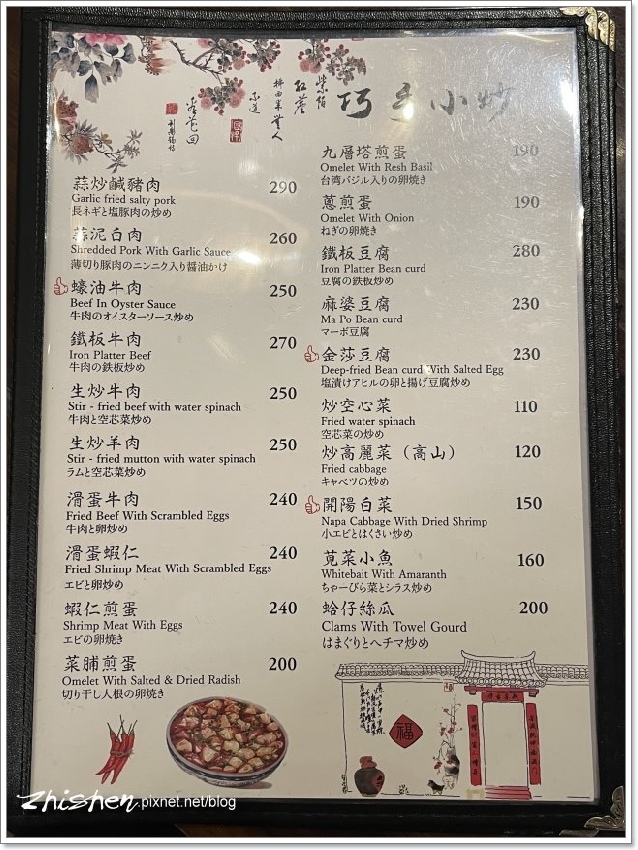 巧手小炒
蒜炒鹹豬肉 290
Garlic fried salty pork
長ネギと塩豚肉の炒め
蒜泥白肉 260
Shredded Pork With Garlic Sauce
薄切り豚肉のニンニク入り醤油かけ
蠔油牛肉 250
Beef In Oyster Sauce
牛肉のオイスターソース炒め
鐵板牛肉 270
Iron Platter Beef
牛肉の鉄板炒め
生炒牛肉 250
Stir - fried beef with water spinach
牛肉と空芯菜炒め
生炒羊肉 250
Stir - fried mutton with water spinach
ラムと空芯菜炒め
滑蛋牛肉 240
Fried Beef With Scrambled Eggs
牛肉と卵炒め
滑蛋蝦仁 240
Fried Shrimp Meat With Scrambled Eggs
エビと卵炒め
蝦仁煎蛋 240
Shrimp Meat With Eggs
エビの卵焼き
菜脯煎蛋 200
Omelet With Salted & Dried Radish
切り干し大根の卵焼き
九層塔煎蛋 190
Omelet With Resh Basil
台湾バジル入りの卵焼き
蔥煎蛋 190
Omelet With Onion
ねぎの卵焼き
鐵板豆腐 280
Iron Platter Bean curd
豆腐の鉄板炒め
麻婆豆腐 230
Ma Po Bean curd
マーボ豆腐
金莎豆腐 230
Deep-fried Bean curd With Salted Egg
塩漬けアヒルの卵と揚げ豆腐炒め
炒空心菜 110
Fried water spinach
空芯菜の炒め
炒高麗菜（高山） 120
Fried cabbage
キャベツの炒め
開陽白菜 150
Napa Cabbage With Dried Shrimp
小エビとはくさい炒め
莧菜小魚 160
Whitebait With Amaranth
ちゃーびら菜とシラス炒め
蛤仔絲瓜 200
Clams With Towel Gourd
はまぐりとヘチマ炒め
福
zhishen.pixnet.net/blog